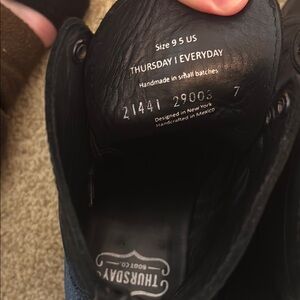 Size 9.5 US
THURSDAY | EVERYDAY
Handmade in small batches
21441 29003 7
Designed in New York
Handcrafted in Mexico
THURSDAY
BOOT CO.